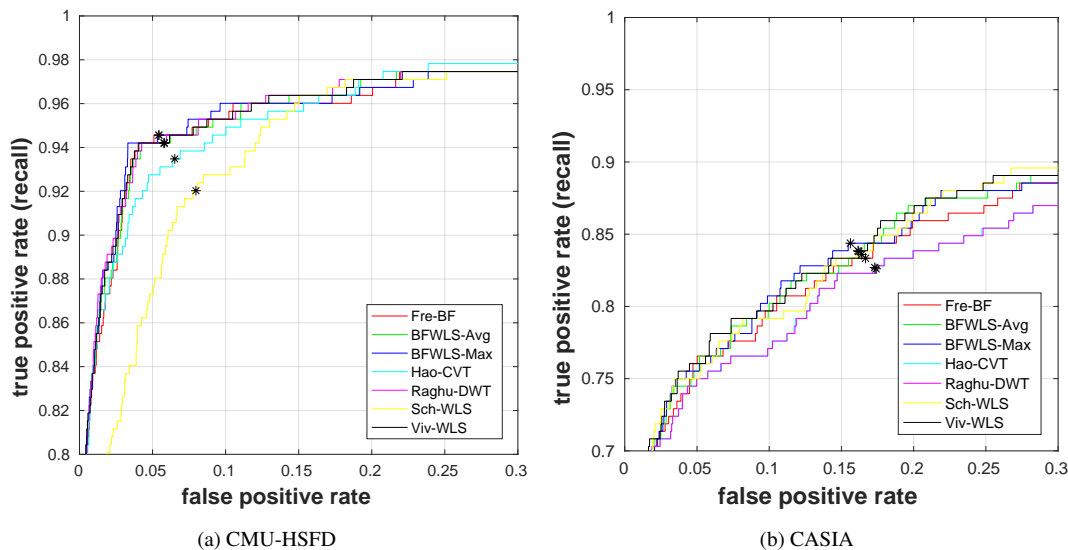 1
0.98
0.96
0.94
0.92
0.9
0.88
0.86
0.84
0.82
0.8
true positive rate (recall)
0 0.05 0.1 0.15 0.2 0.25 0.3
false positive rate
Fre-BF
BFWLS-Avg
BFWLS-Max
Hao-CVT
Raghu-DWT
Sch-WLS
Viv-WLS
(a) CMU-HSFD
1
0.95
0.9
0.85
0.8
0.75
0.7
true positive rate (recall)
0 0.05 0.1 0.15 0.2 0.25 0.3
false positive rate
Fre-BF
BFWLS-Avg
BFWLS-Max
Hao-CVT
Raghu-DWT
Sch-WLS
Viv-WLS
(b) CASIA